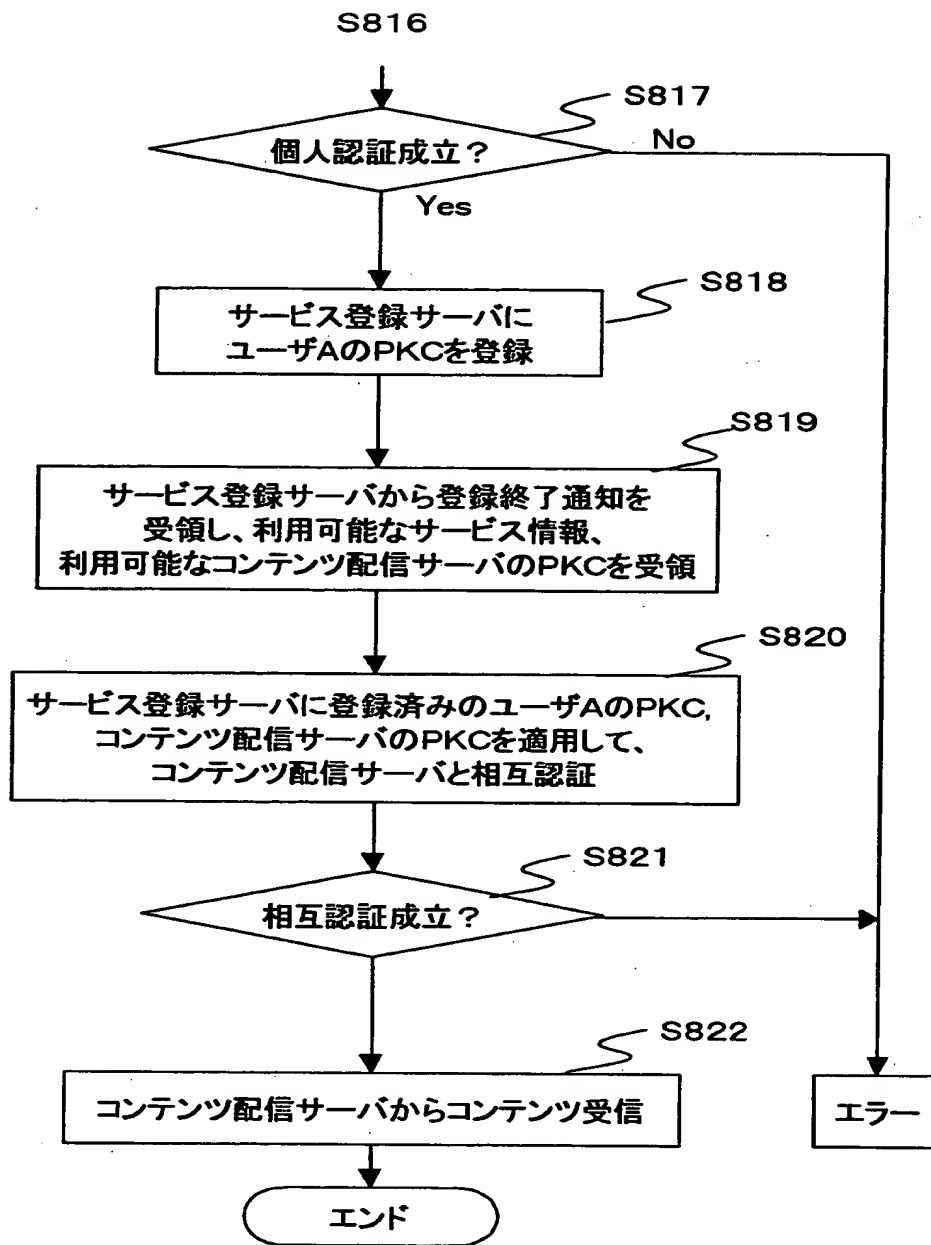 S816
S817
個人認証成立？
No
Yes
S818
サービス登録サーバに
ユーザAのPKCを登録
S819
サービス登録サーバから登録終了通知を
受領し、利用可能なサービス情報、
利用可能なコンテンツ配信サーバのPKCを受領
S820
サービス登録サーバに登録済みのユーザAのPKC,
コンテンツ配信サーバのPKCを適用して、
コンテンツ配信サーバと相互認証
S821
相互認証成立？
S822
コンテンツ配信サーバからコンテンツ受信
エラー
エンド